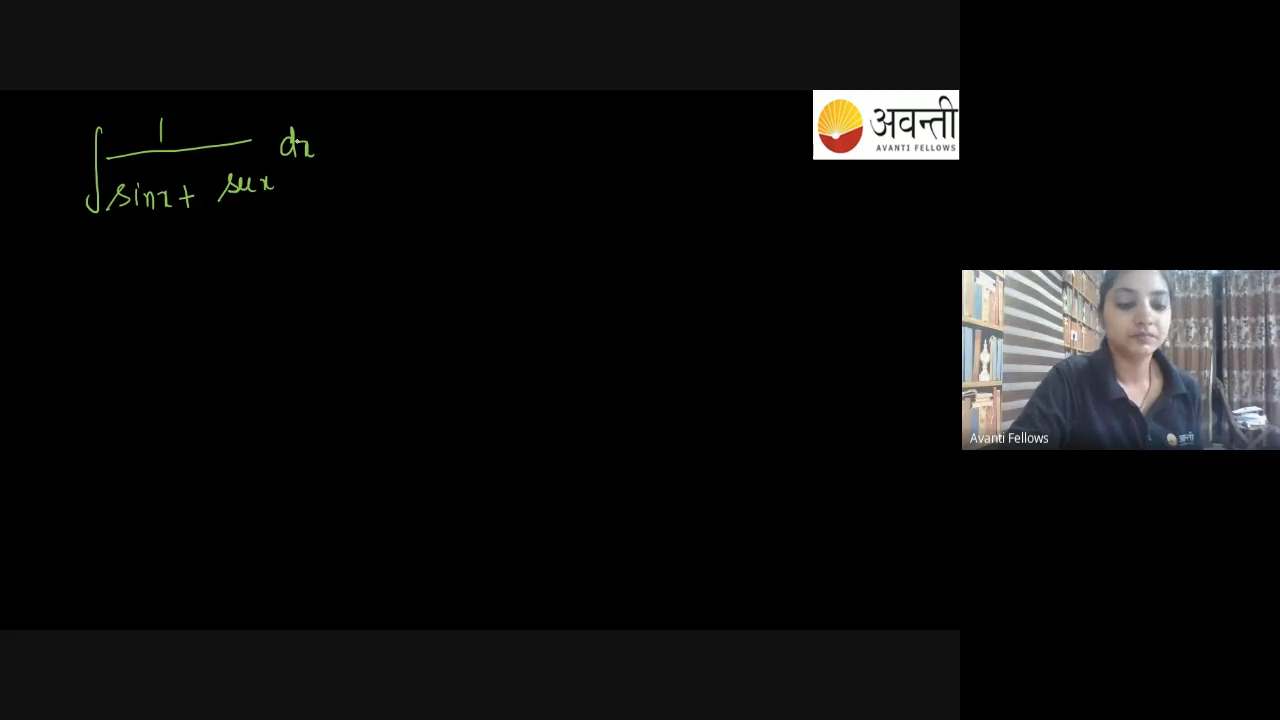 ∫ 1 / (sinx + secx) dx
अवन्ती
AVANTI FELLOWS
Avanti Fellows